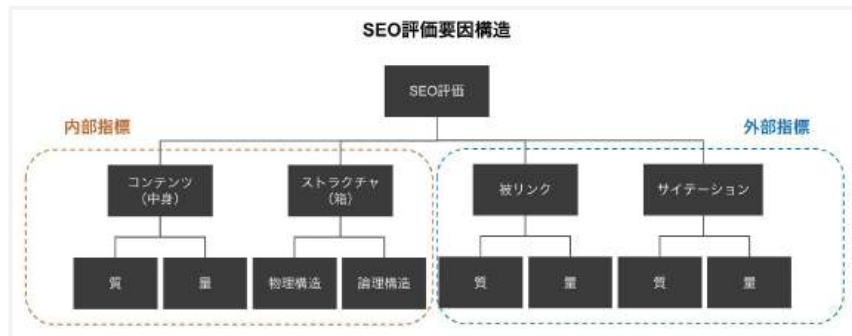 SEO評価要因構造
SEO評価
内部指標
外部指標
コンテンツ
（中身）
ストラクチャ
（箱）
被リンク
サイテーション
質
量
物理構造
論理構造
質
量
質
量